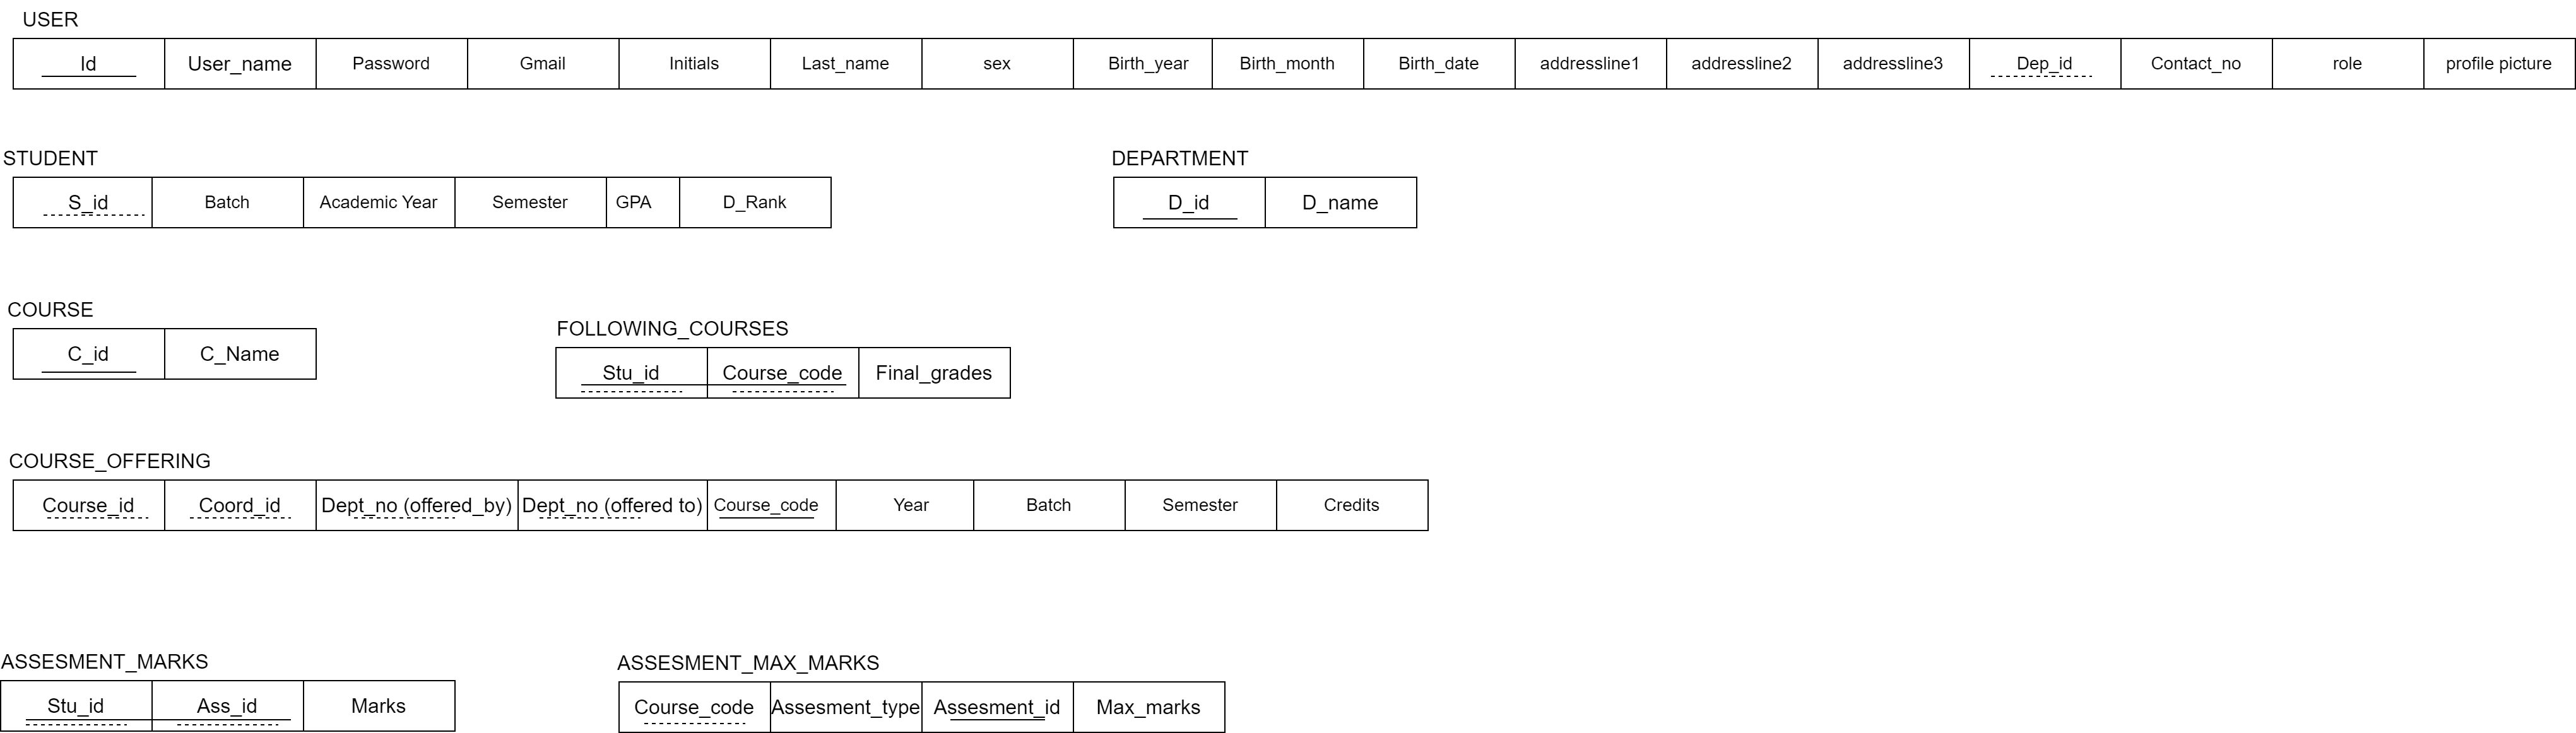 USER
Id User_name Password Gmail Initials Last_name sex Birth_year Birth_month Birth_date addressline1 addressline2 addressline3 Dep_id Contact_no role profile picture
STUDENT
S_id Batch Academic Year Semester GPA D_Rank
DEPARTMENT
D_id D_name
COURSE
C_id C_Name
FOLLOWING_COURSES
Stu_id Course_code Final_grades
COURSE_OFFERING
Course_id Coord_id Dept_no (offered_by) Dept_no (offered to) Course_code Year Batch Semester Credits
ASSESMENT_MARKS
Stu_id Ass_id Marks
ASSESMENT_MAX_MARKS
Course_code Assesment_type Assesment_id Max_marks